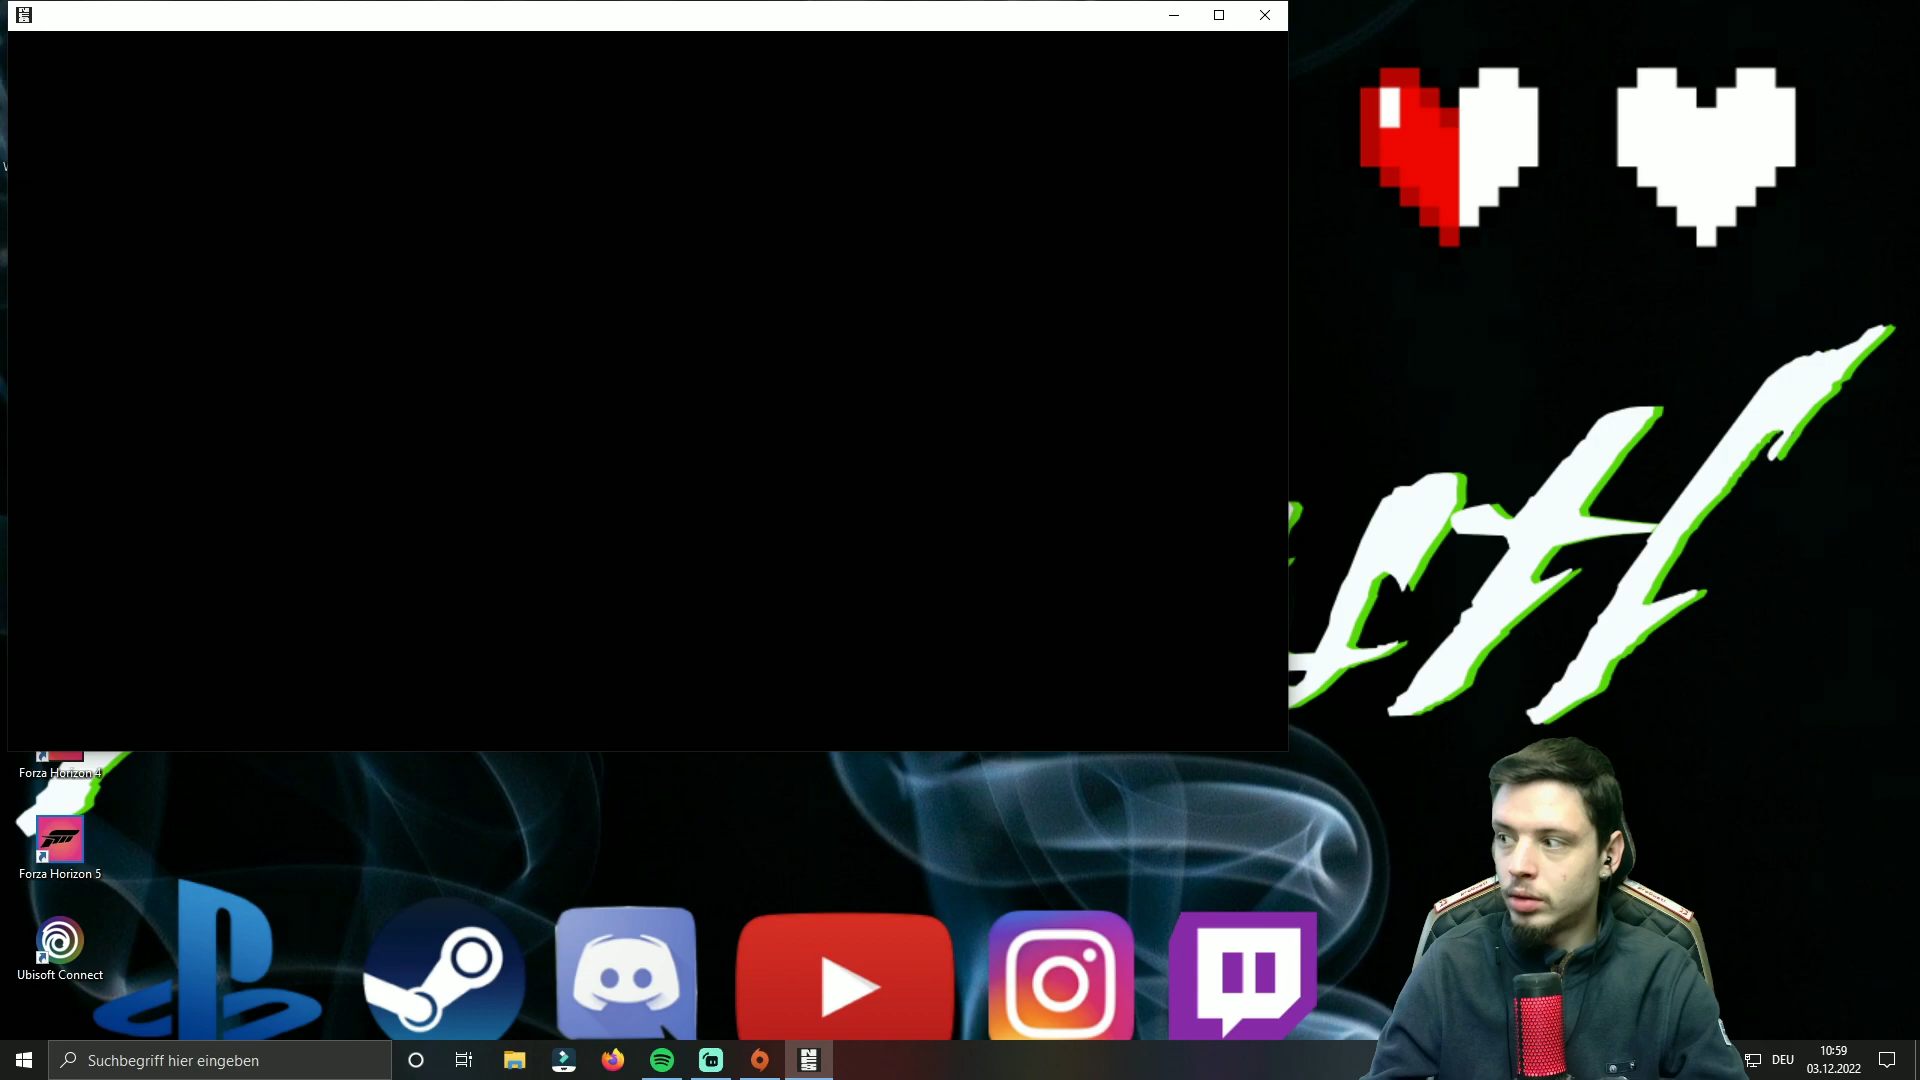 Forza Horizon 4
Forza Horizon 5
Ubisoft Connect
Suchbegriff hier eingeben
DEU
10:59
03.12.2022